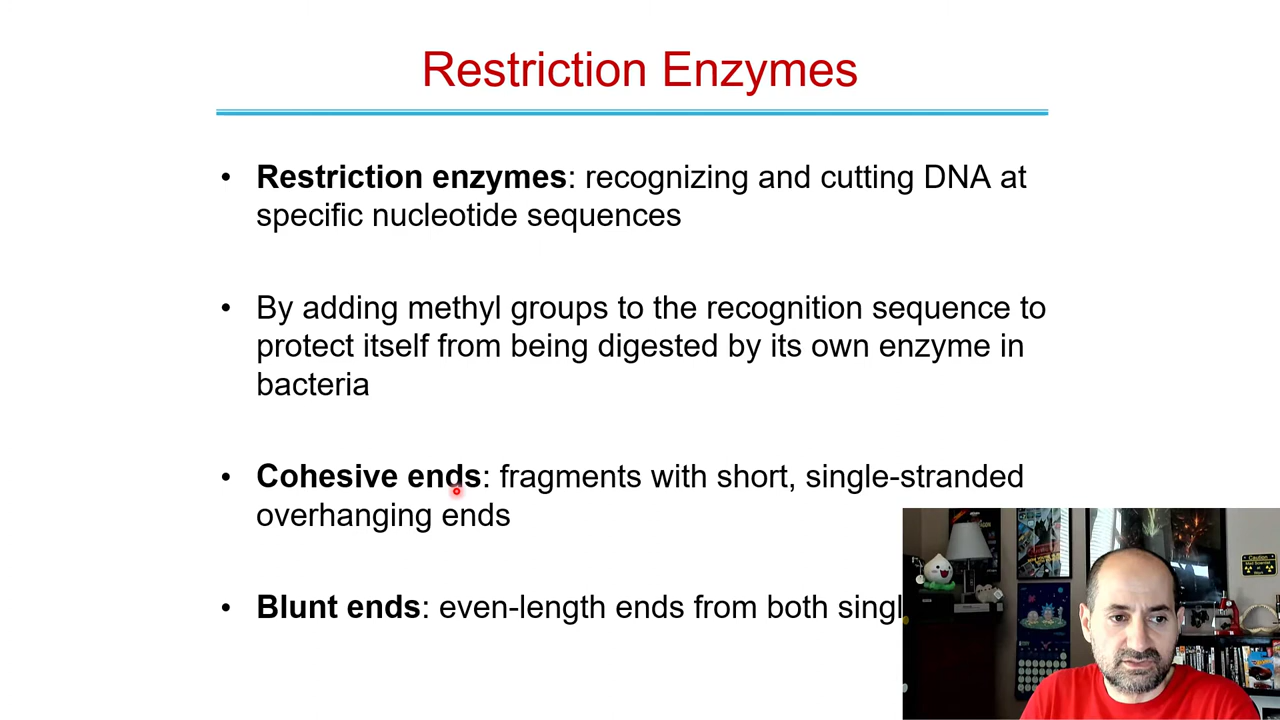 Restriction Enzymes
• Restriction enzymes: recognizing and cutting DNA at
specific nucleotide sequences
• By adding methyl groups to the recognition sequence to
protect itself from being digested by its own enzyme in
bacteria
• Cohesive ends: fragments with short, single-stranded
overhanging ends
• Blunt ends: even-length ends from both singl
Caution